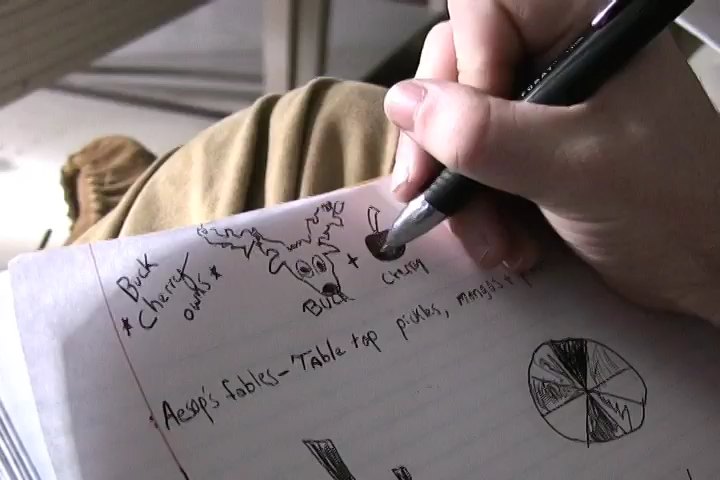 Buck
*Cherry
owns*
Buck + Cherry
Aesop's fables - Table top pickles, mangos +